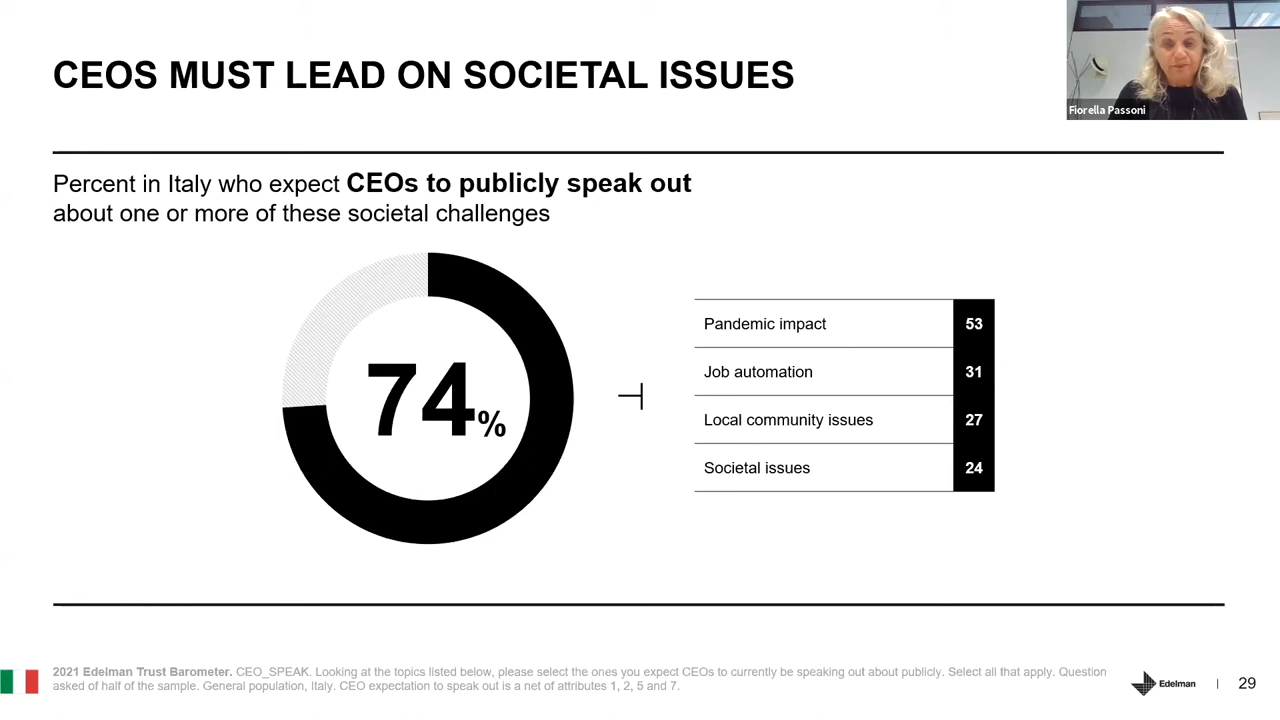 CEOS MUST LEAD ON SOCIETAL ISSUES
Fiorella Passoni
Percent in Italy who expect CEOs to publicly speak out
about one or more of these societal challenges
74%
Pandemic impact 53
Job automation 31
Local community issues 27
Societal issues 24
2021 Edelman Trust Barometer. CEO_SPEAK. Looking at the topics listed below, please select the ones you expect CEOs to currently be speaking out about publicly. Select all that apply. Question
asked of half of the sample. General population, Italy. CEO expectation to speak out is a net of attributes 1, 2, 5 and 7.
Edelman | 29